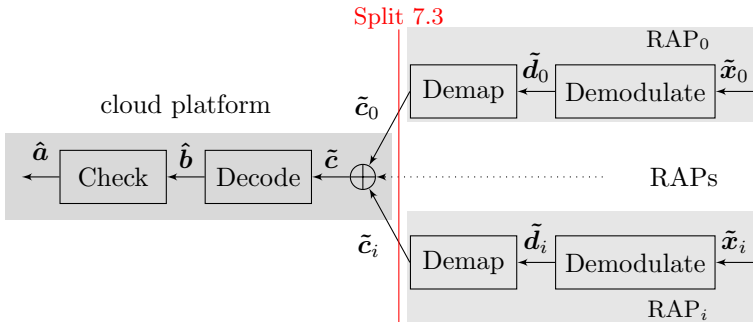 Split 7.3
RAP₀
cloud platform
c̃₀ Demap d̃₀ Demodulate x̃₀
â Check b̂ Decode c̃ RAPs
c̃ᵢ Demap d̃ᵢ Demodulate x̃ᵢ
RAPᵢ